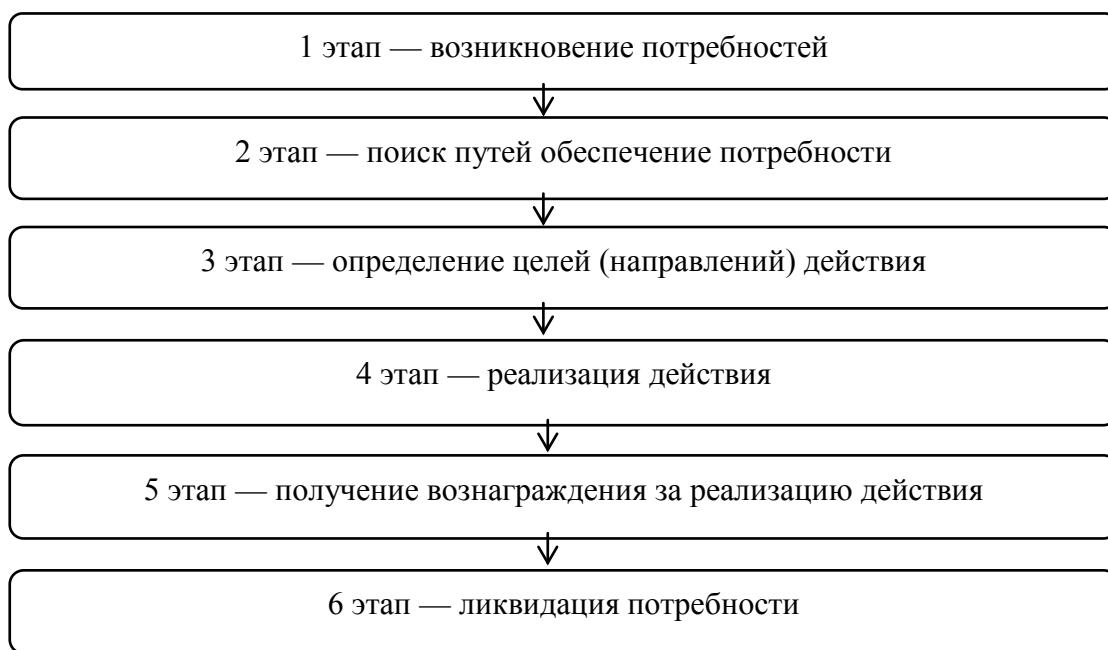 1 этап — возникновение потребностей
2 этап — поиск путей обеспечение потребности
3 этап — определение целей (направлений) действия
4 этап — реализация действия
5 этап — получение вознаграждения за реализацию действия
6 этап — ликвидация потребности